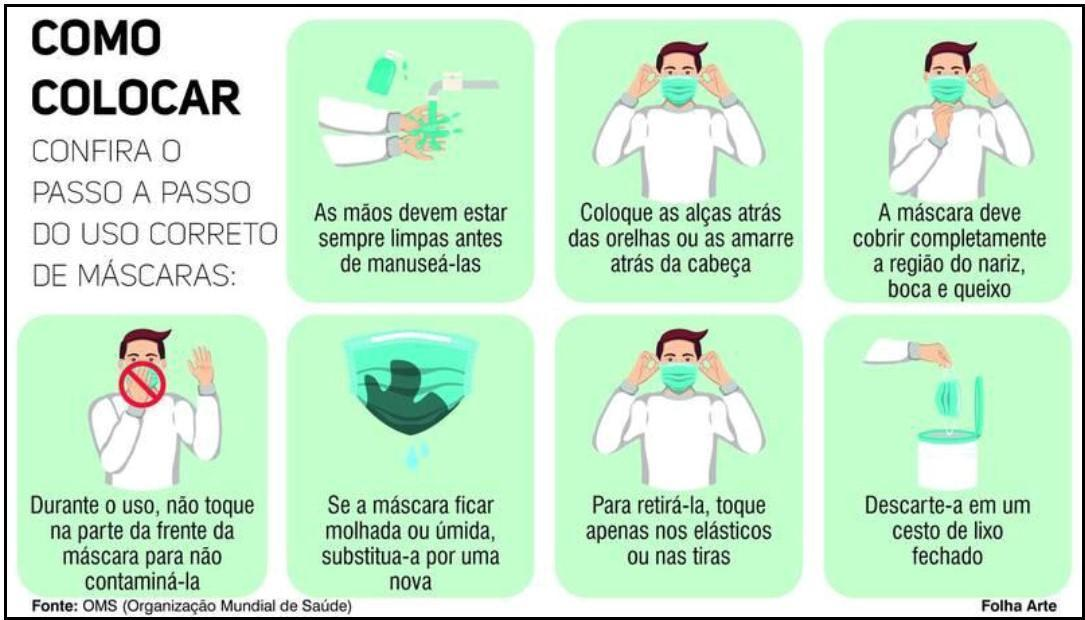 COMO
COLOCAR
CONFIRA O
PASSO A PASSO
DO USO CORRETO
DE MÁSCARAS:
As mãos devem estar
sempre limpas antes
de manuseá-las
Coloque as alças atrás
das orelhas ou as amarre
atrás da cabeça
A máscara deve
cobrir completamente
a região do nariz,
boca e queixo
Durante o uso, não toque
na parte da frente da
máscara para não
contaminá-la
Se a máscara ficar
molhada ou úmida,
substitua-a por uma
nova
Para retirá-la, toque
apenas nos elásticos
ou nas tiras
Descarte-a em um
cesto de lixo
fechado
Fonte: OMS (Organização Mundial de Saúde)
Folha Arte